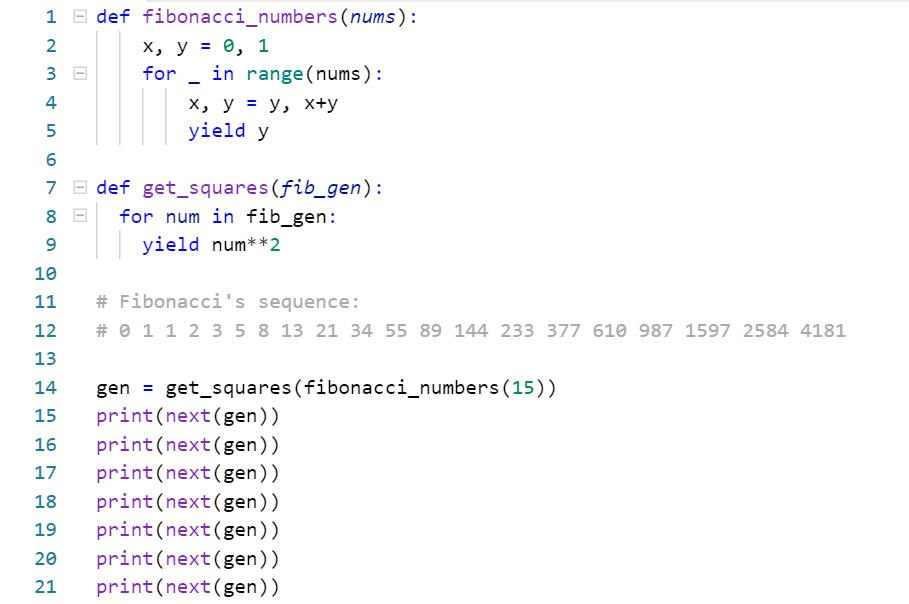 1 def fibonacci_numbers(nums):
2     x, y = 0, 1
3     for _ in range(nums):
4         x, y = y, x+y
5         yield y
6
7 def get_squares(fib_gen):
8   for num in fib_gen:
9     yield num**2
10
11 # Fibonacci's sequence:
12 # 0 1 1 2 3 5 8 13 21 34 55 89 144 233 377 610 987 1597 2584 4181
13
14 gen = get_squares(fibonacci_numbers(15))
15 print(next(gen))
16 print(next(gen))
17 print(next(gen))
18 print(next(gen))
19 print(next(gen))
20 print(next(gen))
21 print(next(gen))